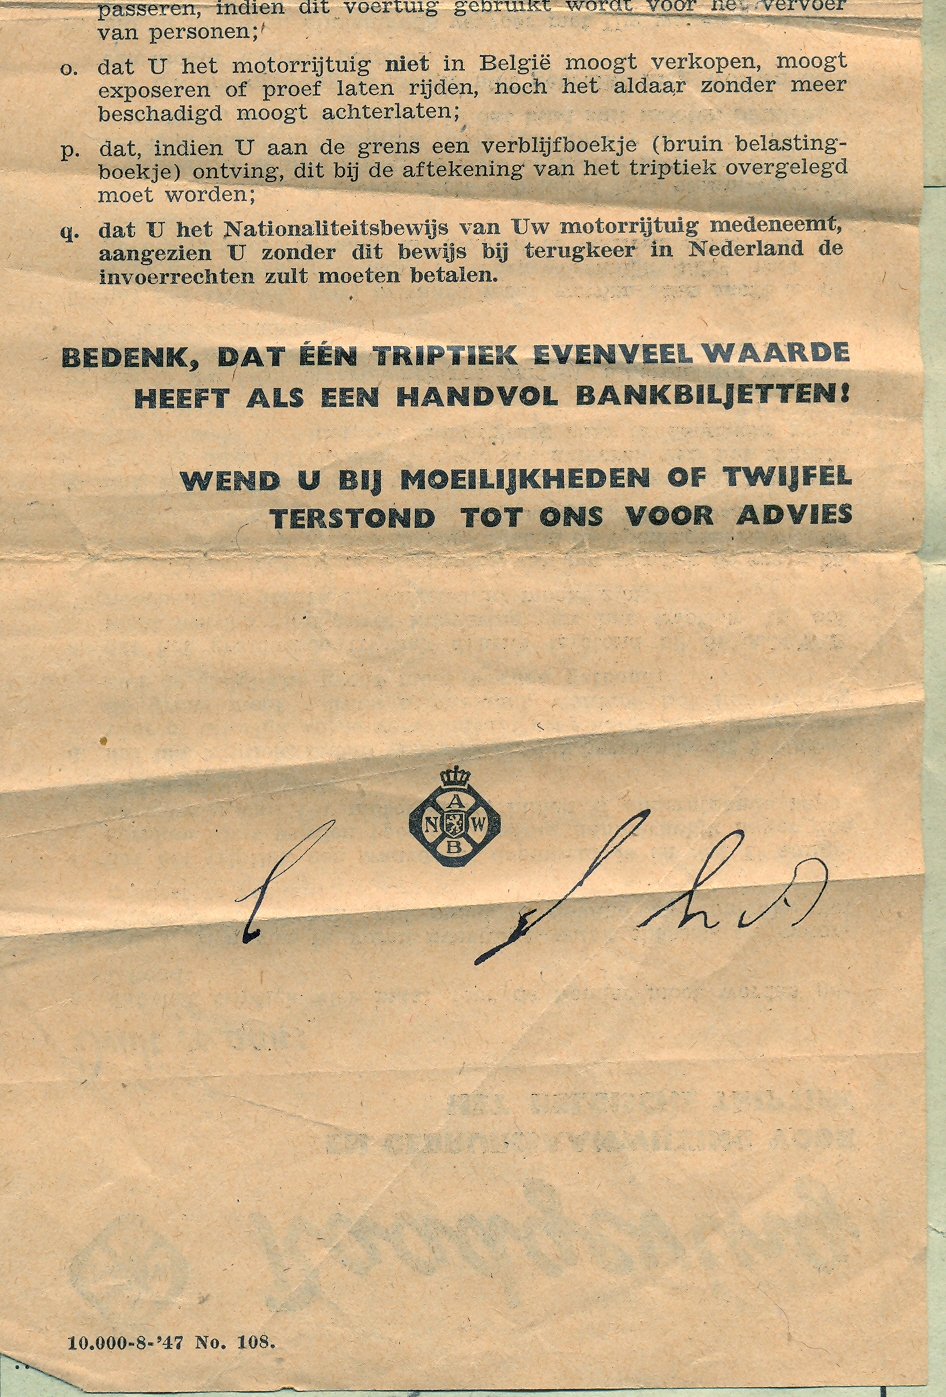 passeren, indien dit voertuig gebruikt wordt voor het vervoer
van personen;
o. dat U het motorrijtuig niet in België moogt verkopen, moogt
exposeren of proef laten rijden, noch het aldaar zonder meer
beschadigd moogt achterlaten;
p. dat, indien U aan de grens een verblijfboekje (bruin belasting-
boekje) ontving, dit bij de aftekening van het triptiek overgelegd
moet worden;
q. dat U het Nationaliteitsbewijs van Uw motorrijtuig medeneemt,
aangezien U zonder dit bewijs bij terugkeer in Nederland de
invoerrechten zult moeten betalen.
BEDENK, DAT ÉÉN TRIPTIEK EVENVEEL WAARDE
HEEFT ALS EEN HANDVOL BANKBILJETTEN!
WEND U BIJ MOEILIJKHEDEN OF TWIJFEL
TERSTOND TOT ONS VOOR ADVIES
A
N W
B
10.000-8-'47 No. 108.